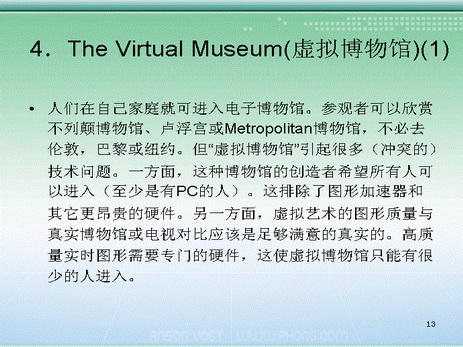 4．The Virtual Museum(虚拟博物馆)(1)
• 人们在自己家庭就可进入电子博物馆。参观者可以欣赏
不列颠博物馆、卢浮宫或Metropolitan博物馆，不必去
伦敦，巴黎或纽约。但“虚拟博物馆”引起很多（冲突的）
技术问题。一方面，这种博物馆的创造者希望所有人可
以进入（至少是有PC的人）。这排除了图形加速器和
其它更昂贵的硬件。另一方面，虚拟艺术的图形质量与
真实博物馆或电视对比应该是足够满意的真实的。高质
量实时图形需要专门的硬件，这使虚拟博物馆只能有很
少的人进入。
13